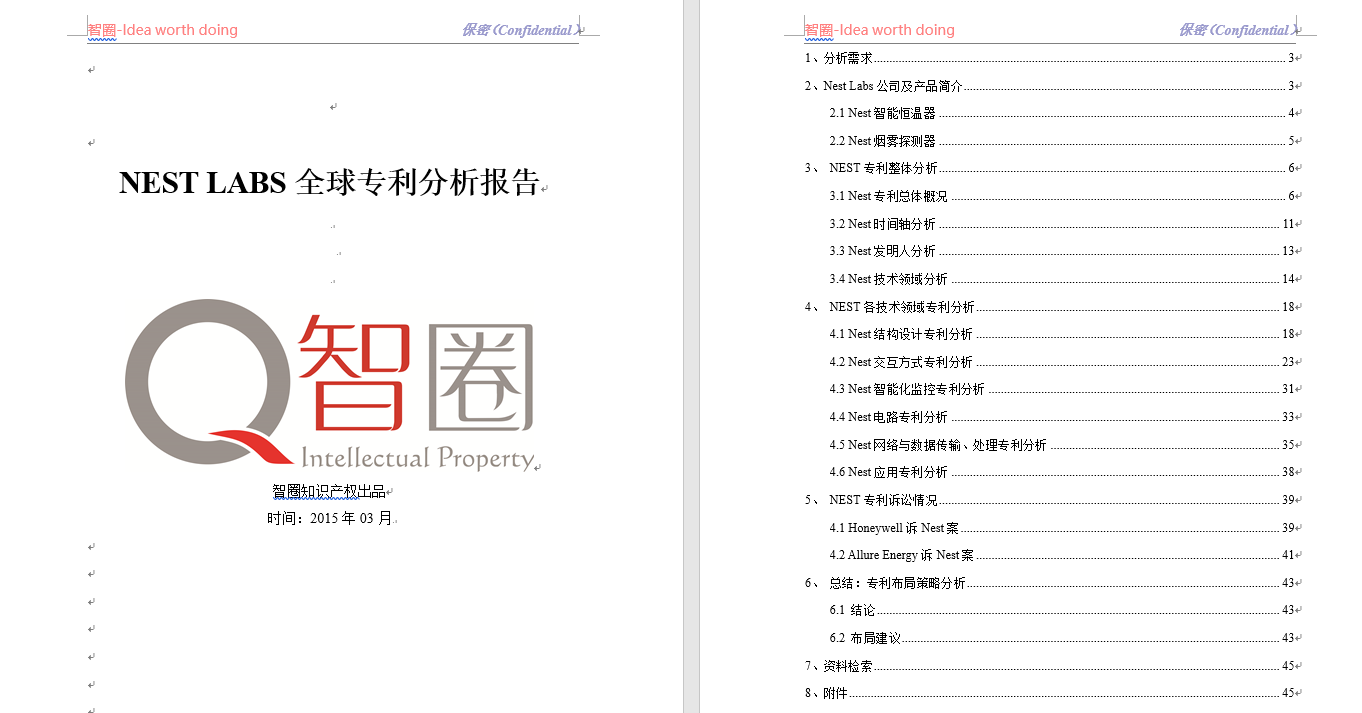 智圈-Idea worth doing 保密(Confidential)
NEST LABS 全球专利分析报告
智圈
Intellectual Property
智圈知识产权出品
时间：2015 年 03 月
智圈-Idea worth doing 保密(Confidential)
1、分析需求 3
2、Nest Labs 公司及产品简介 3
2.1 Nest 智能恒温器 4
2.2 Nest 烟雾探测器 5
3、 NEST 专利整体分析 6
3.1 Nest 专利总体概况 6
3.2 Nest 时间轴分析 11
3.3 Nest 发明人分析 13
3.4 Nest 技术领域分析 14
4、 NEST 各技术领域专利分析 18
4.1 Nest 结构设计专利分析 18
4.2 Nest 交互方式专利分析 23
4.3 Nest 智能化监控专利分析 31
4.4 Nest 电路专利分析 33
4.5 Nest 网络与数据传输、处理专利分析 35
4.6 Nest 应用专利分析 38
5、 NEST 专利诉讼情况 39
4.1 Honeywell 诉 Nest 案 39
4.2 Allure Energy 诉 Nest 案 41
6、 总结：专利布局策略分析 43
6.1 结论 43
6.2 布局建议 43
7、资料检索 45
8、附件 45